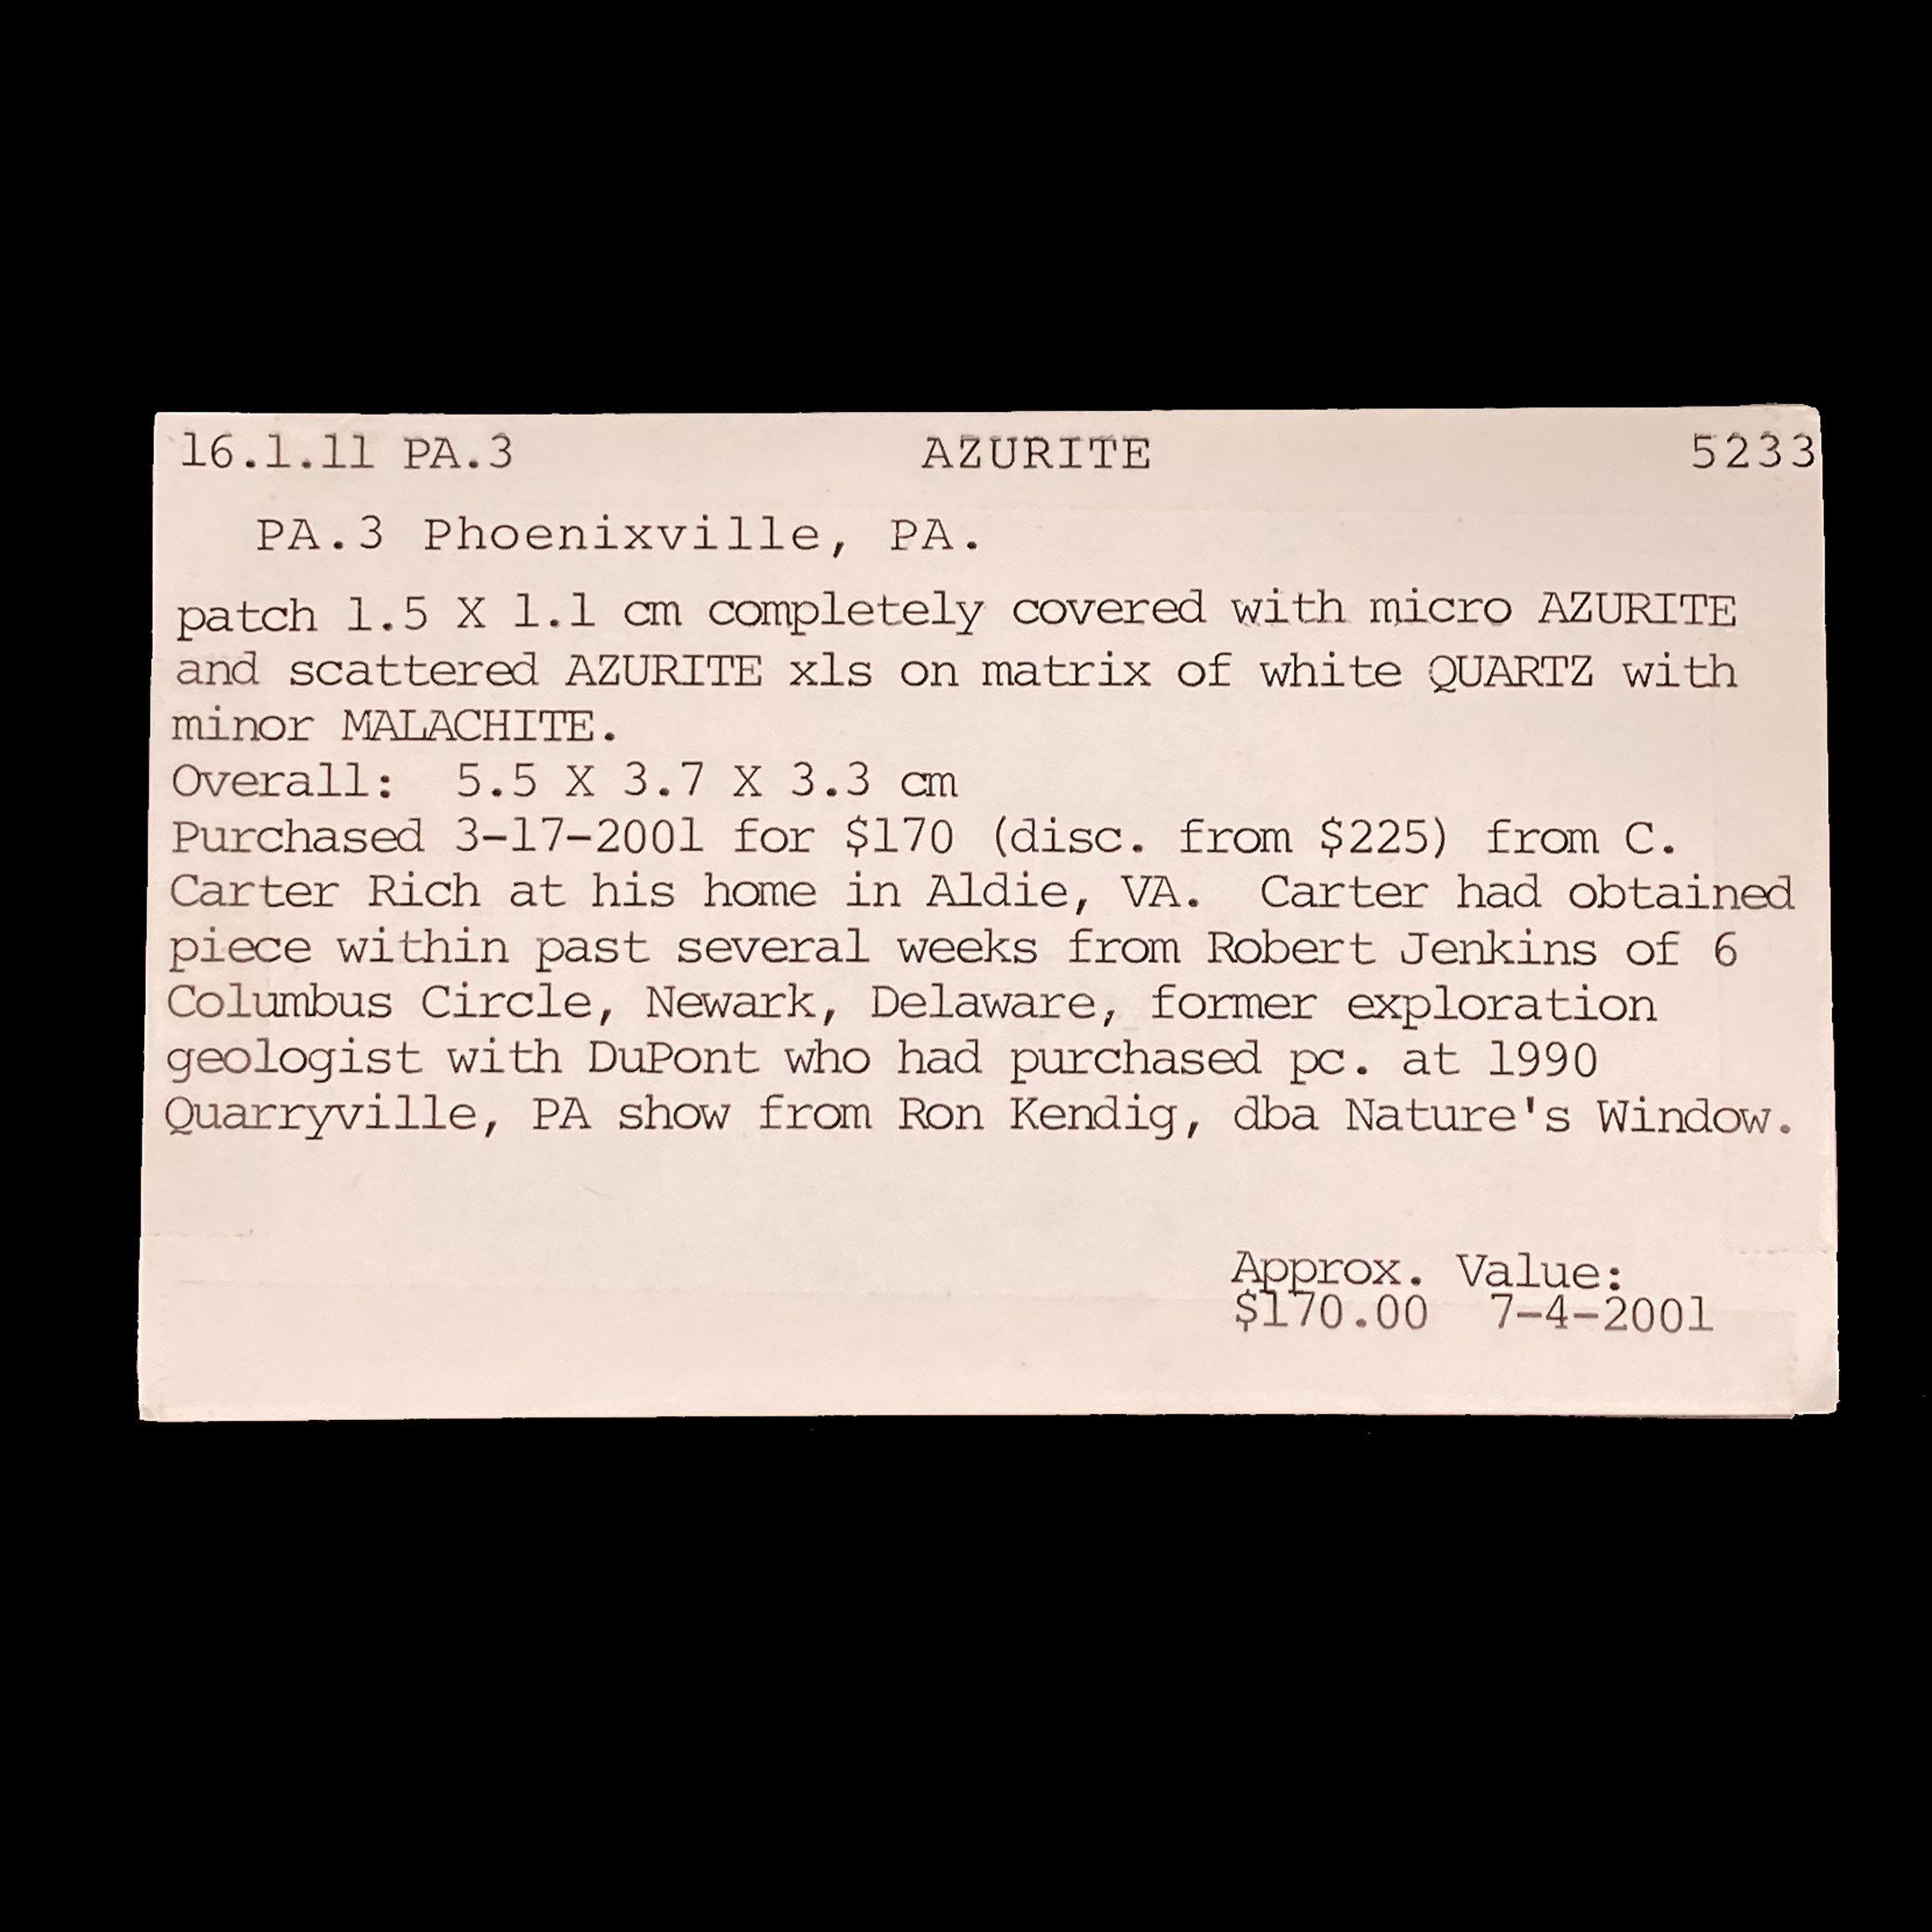 16.1.11 PA.3 AZURITE 5233
PA.3 Phoenixville, PA.
patch 1.5 X 1.1 cm completely covered with micro AZURITE
and scattered AZURITE xls on matrix of white QUARTZ with
minor MALACHITE.
Overall: 5.5 X 3.7 X 3.3 cm
Purchased 3-17-2001 for $170 (disc. from $225) from C.
Carter Rich at his home in Aldie, VA. Carter had obtained
piece within past several weeks from Robert Jenkins of 6
Columbus Circle, Newark, Delaware, former exploration
geologist with DuPont who had purchased pc. at 1990
Quarryville, PA show from Ron Kendig, dba Nature's Window.
Approx. Value:
$170.00 7-4-2001